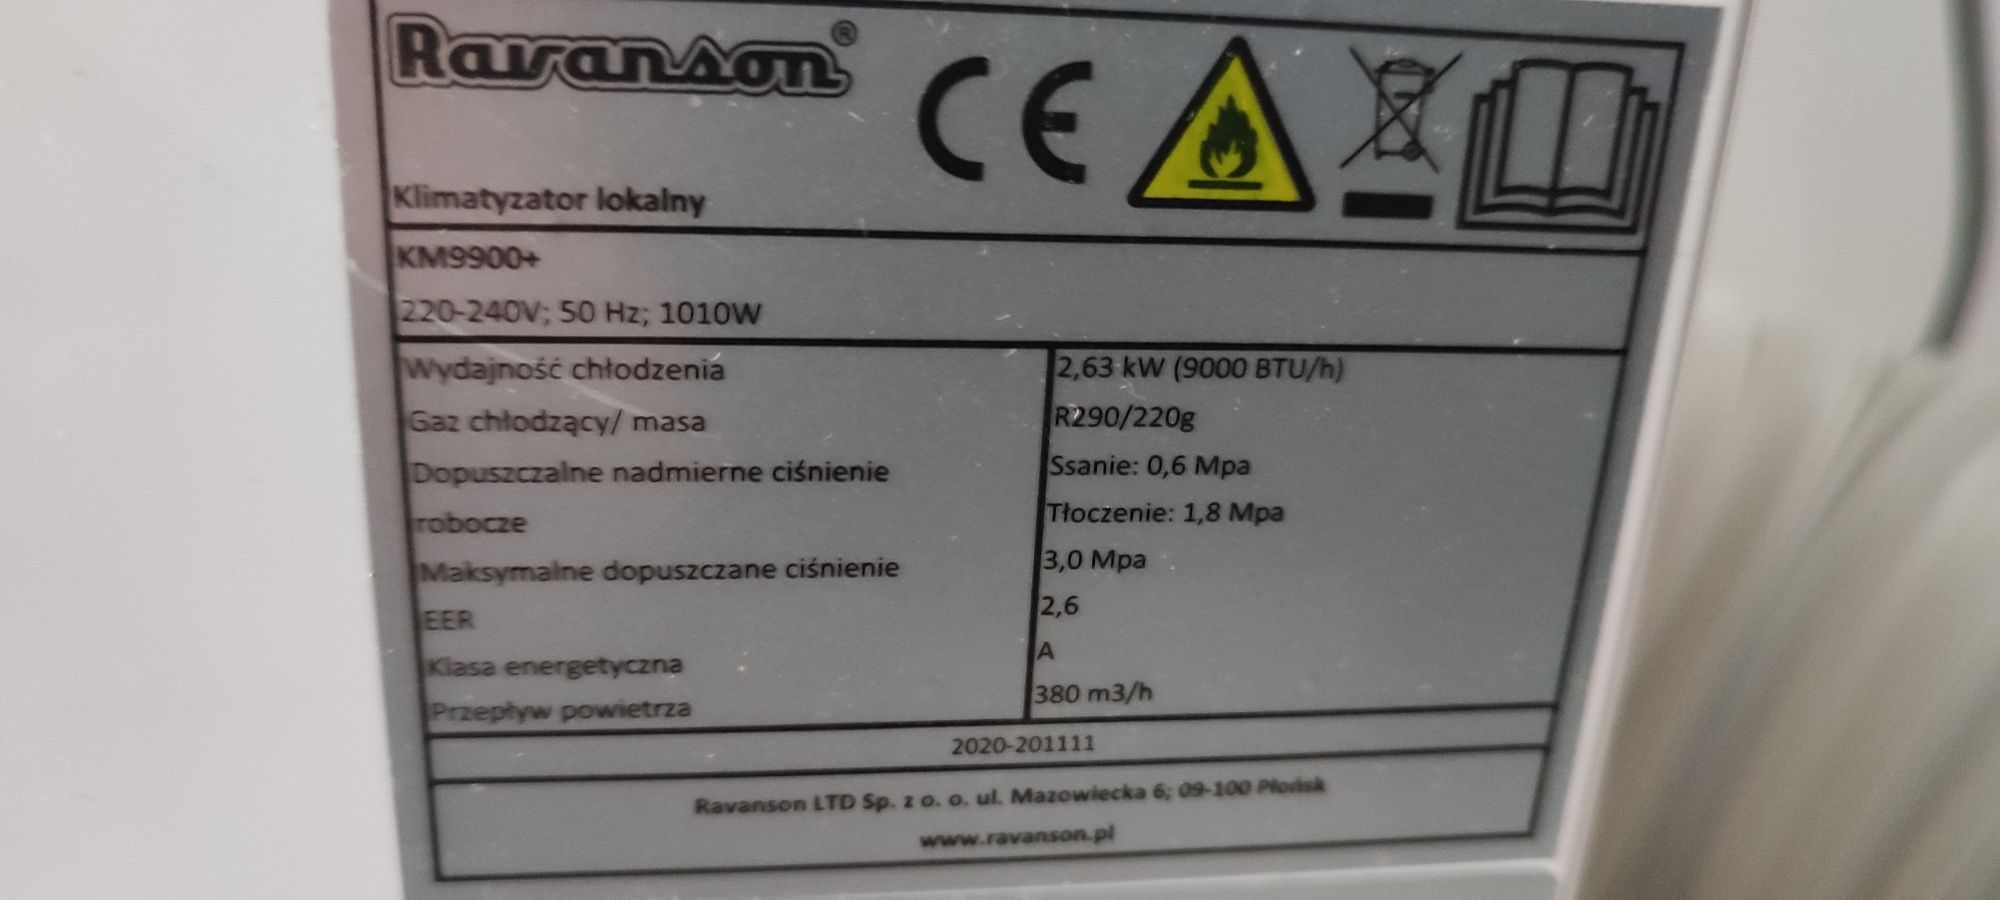 Ravanson®
CE
Klimatyzator lokalny
KM9900+
220-240V; 50 Hz; 1010W
Wydajność chłodzenia 2,63 kW (9000 BTU/h)
Gaz chłodzący/ masa R290/220g
Dopuszczalne nadmierne ciśnienie Ssanie: 0,6 Mpa
robocze Tłoczenie: 1,8 Mpa
Maksymalne dopuszczane ciśnienie 3,0 Mpa
EER 2,6
Klasa energetyczna A
Przepływ powietrza 380 m3/h
2020-201111
Ravanson LTD Sp. z o. o. ul. Mazowiecka 6; 09-100 Płońsk
www.ravanson.pl